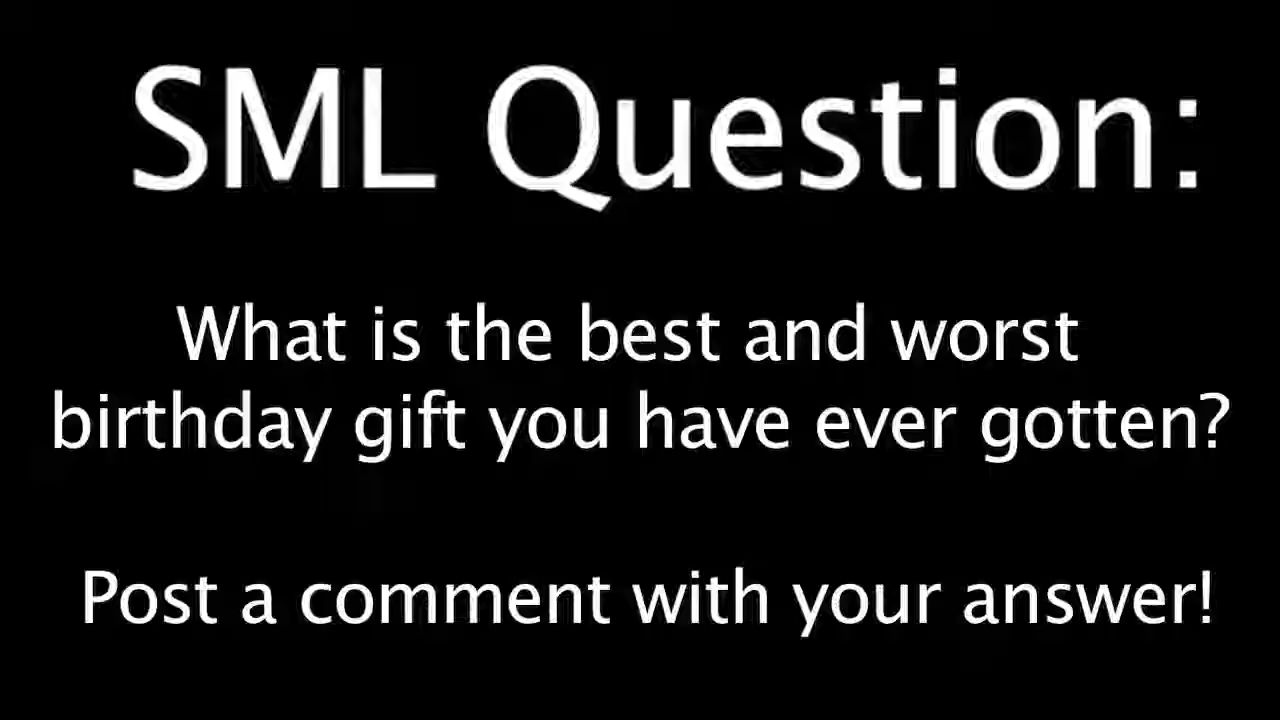 SML Question:
What is the best and worst
birthday gift you have ever gotten?
Post a comment with your answer!